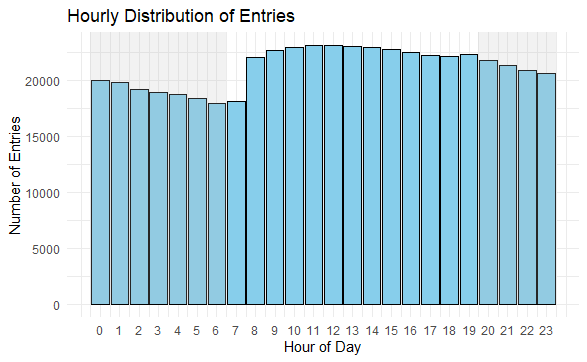 Hourly Distribution of Entries
Number of Entries
20000
15000
10000
5000
0
0 1 2 3 4 5 6 7 8 9 10 11 12 13 14 15 16 17 18 19 20 21 22 23
Hour of Day